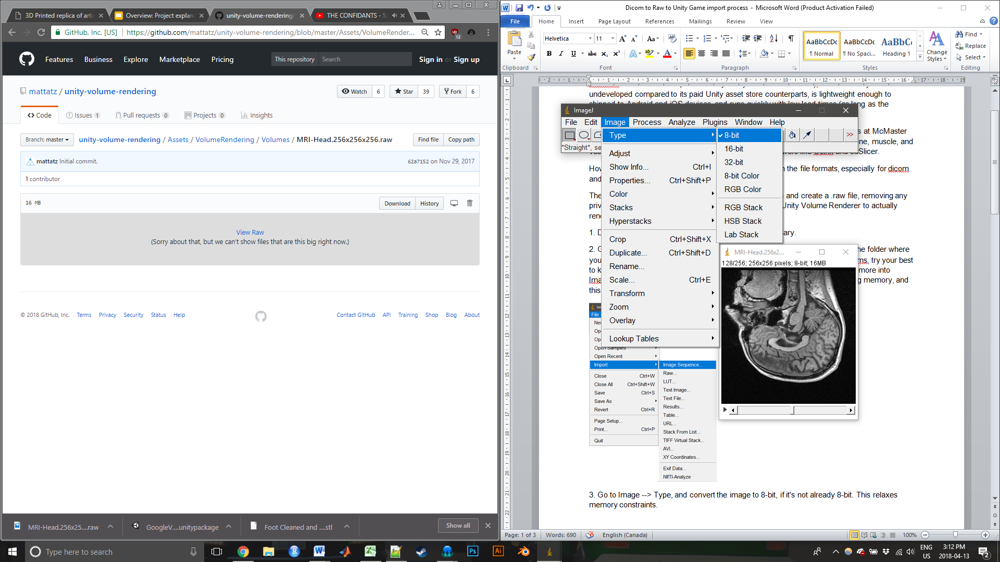 3D Printed replica of arti
Overview: Project explan
unity-volume-rendering/
THE CONFIDANTS - S
GitHub, Inc. [US]
https://github.com/mattatz/unity-volume-rendering/blob/master/Assets/VolumeRender...
12
Features
Business
Explore
Marketplace
Pricing
This repository
Search
Sign in or Sign up
mattatz / unity-volume-rendering
Watch 6
Star 39
Fork 6
Code
Issues 1
Pull requests 0
Projects 0
Insights
Branch: master
unity-volume-rendering / Assets / VolumeRendering / Volumes / MRI-Head.256x256x256.raw
Find file
Copy path
mattatz Initial commit.
62a7152 on Nov 29, 2017
1 contributor
16 MB
Download
History
View Raw
(Sorry about that, but we can't show files that are this big right now.)
© 2018 GitHub, Inc.
Terms
Privacy
Security
Status
Help
Contact GitHub
API
Training
Shop
Blog
About
MRI-Head.256x25....raw
GoogleV....unitypackage
Foot Cleaned and ....stl
Show all
Dicom to Raw to Unity Game import process - Microsoft Word (Product Activation Failed)
File
Home
Insert
Page Layout
References
Mailings
Review
View
Paste
Clipboard
Helvetica
11
Font
Paragraph
AaBbCcDc
¶ Normal
AaBbCcDc
¶ No Spaci...
AaBbC
Heading 1
Change Styles
Styles
Find
Replace
Select
Editing
undeveloped compared to its paid Unity asset store counterparts, is lightweight enough to
ImageJ
File
Edit
Image
Process
Analyze
Plugins
Window
Help
*Straight*, se
Type
Adjust
Show Info... Ctrl+I
Properties... Ctrl+Shift+P
Color
Stacks
Hyperstacks
Crop Ctrl+Shift+X
Duplicate... Ctrl+Shift+D
Rename...
Scale... Ctrl+E
Transform
Zoom
Overlay
Lookup Tables
8-bit
16-bit
32-bit
8-bit Color
RGB Color
RGB Stack
HSB Stack
Lab Stack
s at McMaster
ne, muscle, and
How
n the file formats, especially for dicom
and
The
s and create a .raw file, removing any
priv
Unity Volume Renderer to actually
ren
1. D
ary.
2. G
he folder where
you
ms, try your best
to k
more into
Ima
g memory, and
this
MRI-Head.256x2...
128/256; 256x256 pixels; 8-bit; 16MB
File
Open Samples
Open Recent
Import
Close Ctrl+W
Close All Ctrl+Shift+W
Save Ctrl+S
Save As
Revert Ctrl+R
Page Setup...
Print... Ctrl+P
Quit
Image Sequence...
Raw...
LUT...
Text Image...
Text File...
Results...
Table...
URL...
Stack From List...
TIFF Virtual Stack...
AVI...
XY Coordinates...
Exif Data...
NIfTI-Analyze
3. Go to Image --> Type, and convert the image to 8-bit, if it's not already 8-bit. This relaxes
memory constraints.
Page: 1 of 3
Words: 690
English (Canada)
100%
Type here to search
ENG
US
3:12 PM
2018-04-13
2